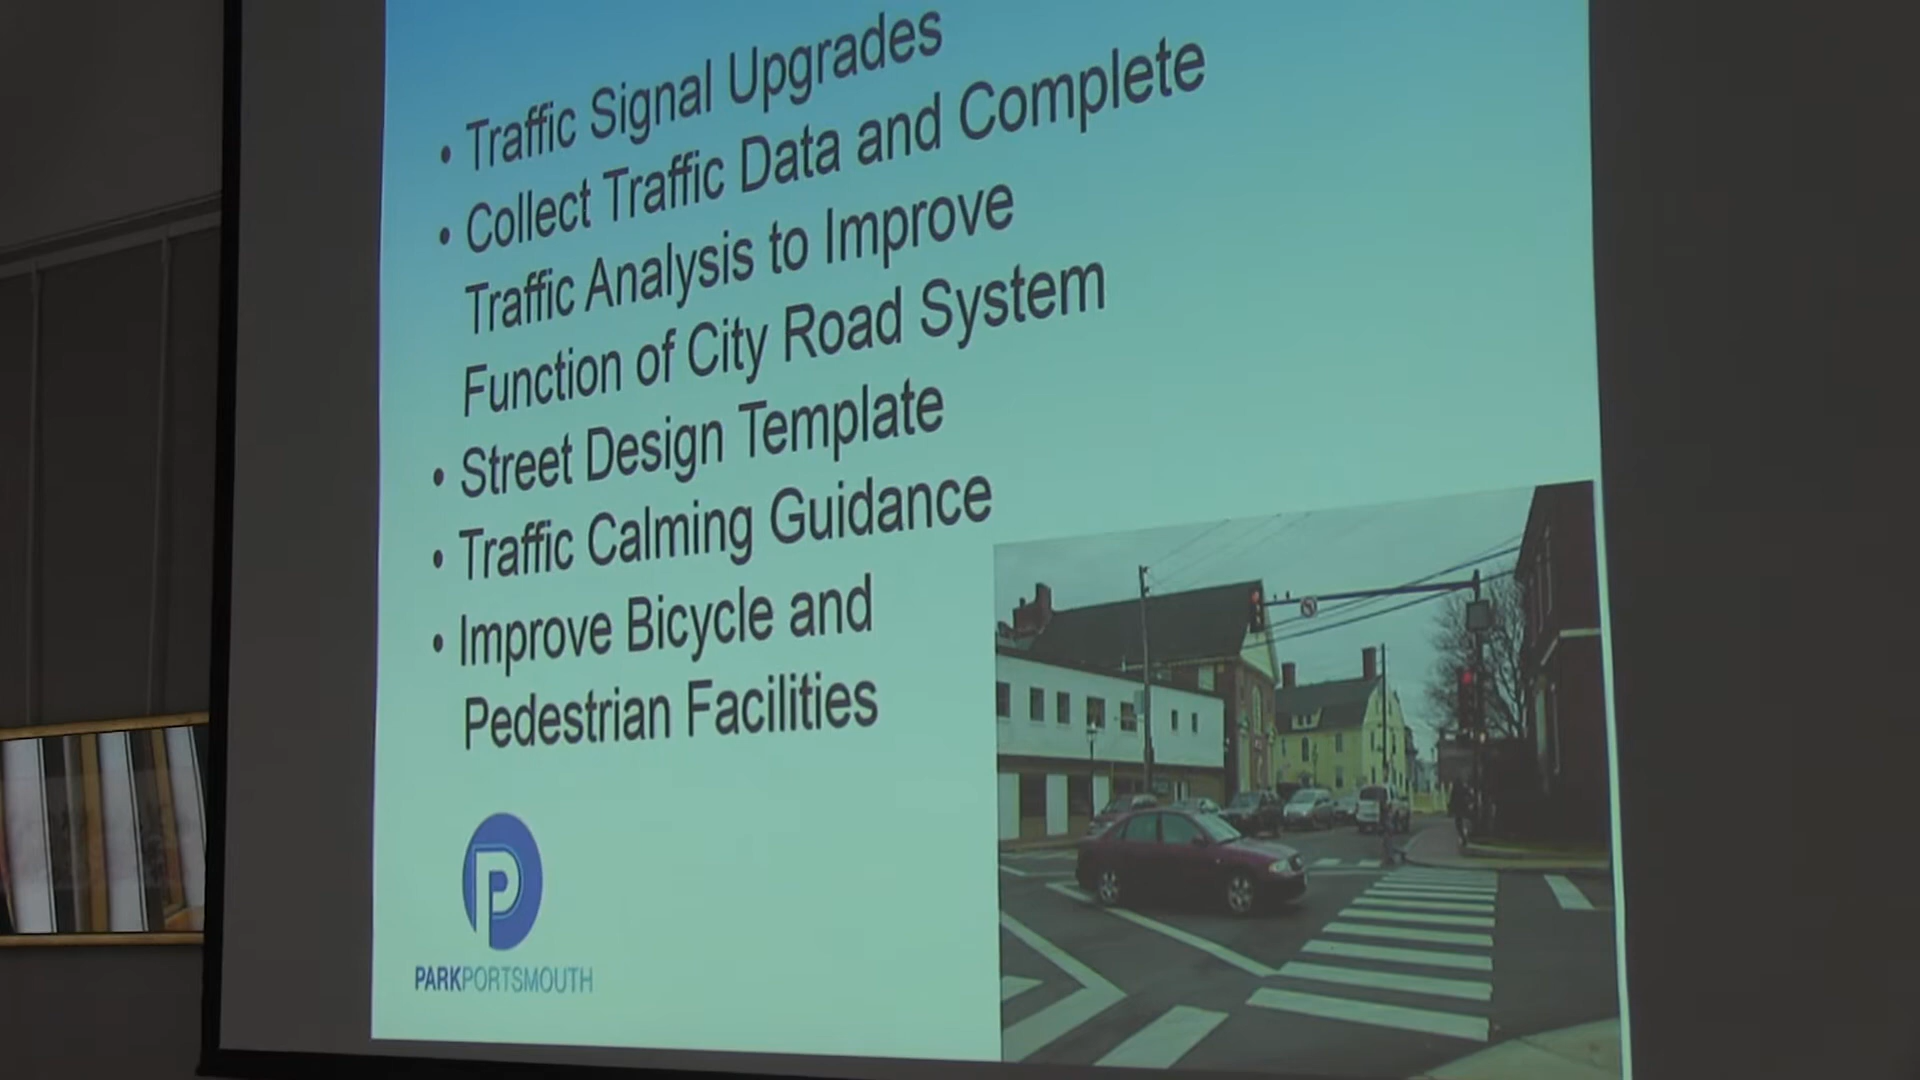 • Traffic Signal Upgrades
• Collect Traffic Data and Complete
Traffic Analysis to Improve
Function of City Road System
• Street Design Template
• Traffic Calming Guidance
• Improve Bicycle and
Pedestrian Facilities
P
PARKPORTSMOUTH